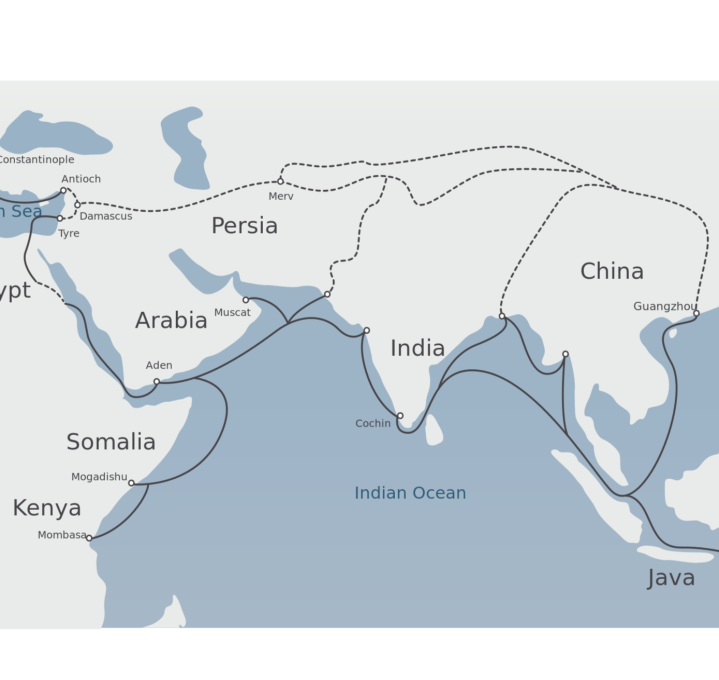 Constantinople
Antioch
n Sea
Damascus
Tyre
Merv
Persia
ypt
China
Guangzhou
Muscat
Arabia
India
Aden
Cochin
Somalia
Mogadishu
Indian Ocean
Kenya
Mombasa
Java